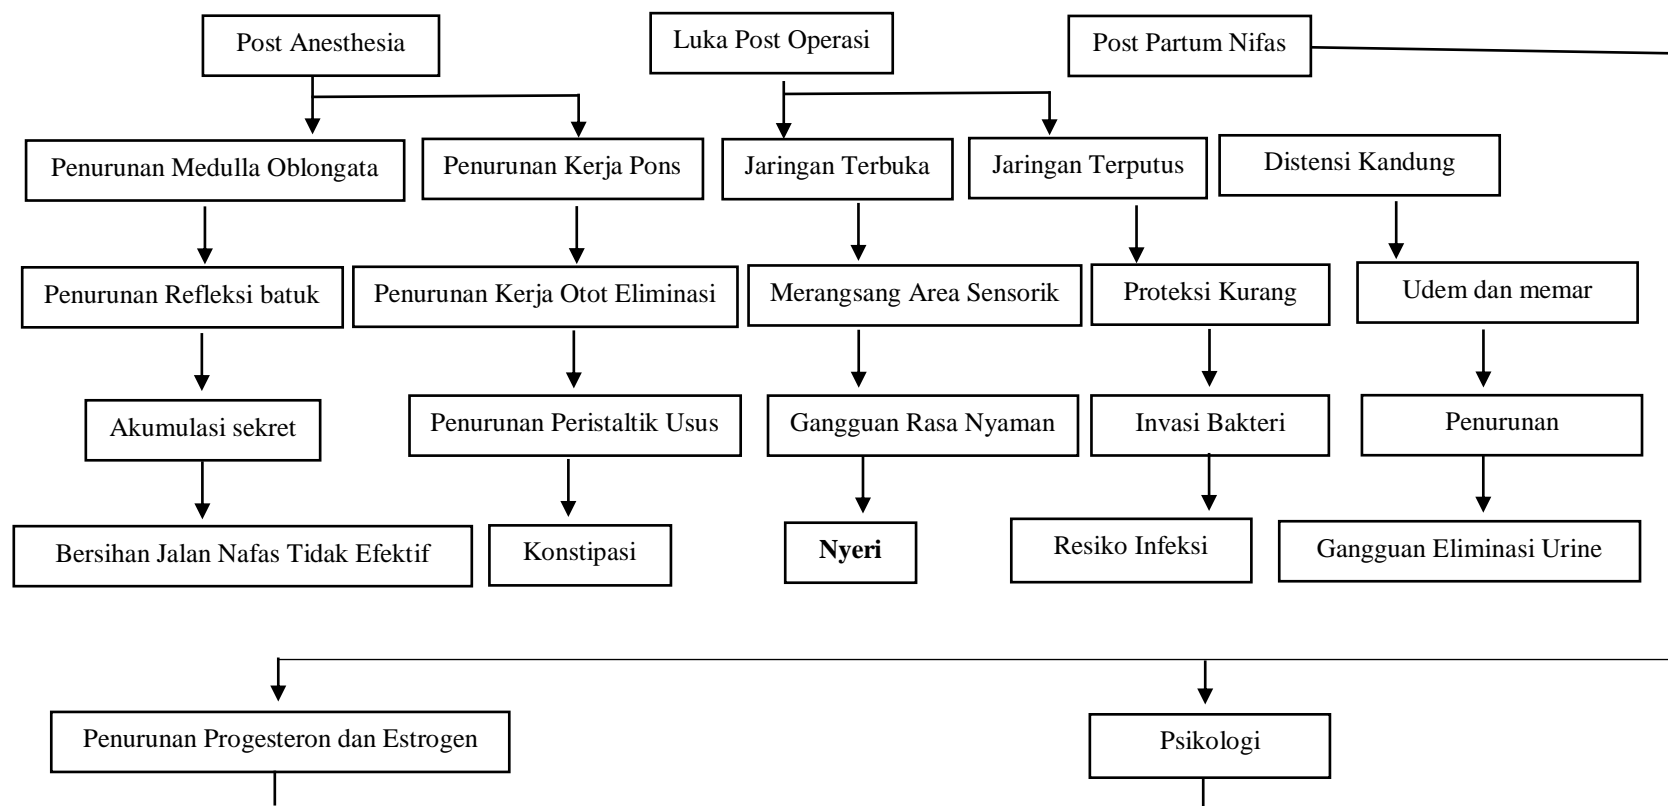 Post Anesthesia
Luka Post Operasi
Post Partum Nifas
Penurunan Medulla Oblongata
Penurunan Kerja Pons
Jaringan Terbuka
Jaringan Terputus
Distensi Kandung
Penurunan Refleksi batuk
Penurunan Kerja Otot Eliminasi
Merangsang Area Sensorik
Proteksi Kurang
Udem dan memar
Akumulasi sekret
Penurunan Peristaltik Usus
Gangguan Rasa Nyaman
Invasi Bakteri
Penurunan
Bersihan Jalan Nafas Tidak Efektif
Konstipasi
Nyeri
Resiko Infeksi
Gangguan Eliminasi Urine
Penurunan Progesteron dan Estrogen
Psikologi